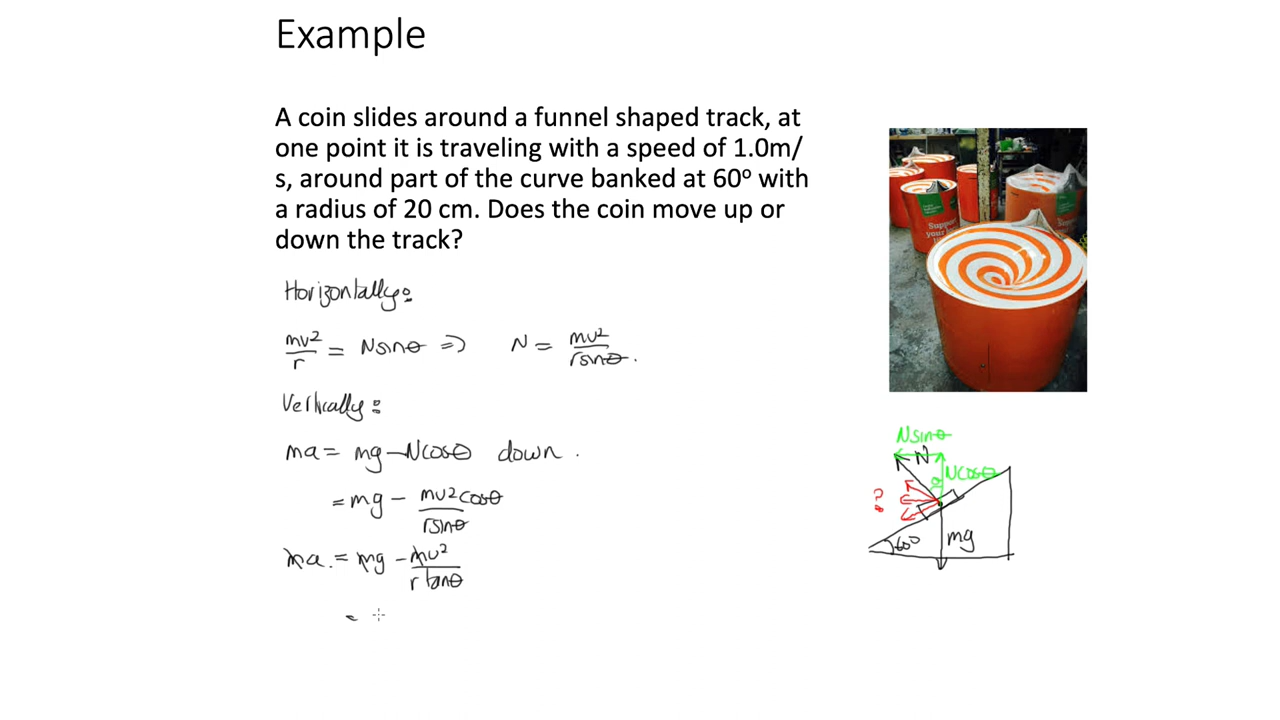 Example
A coin slides around a funnel shaped track, at
one point it is traveling with a speed of 1.0m/
s, around part of the curve banked at 60° with
a radius of 20 cm. Does the coin move up or
down the track?
Horizontally:
mv²/r = Nsinθ => N = mv²/rsinθ.
Vertically:
ma = mg - Ncosθ down.
= mg - mv²cosθ/rsinθ
ma. = mg - mv²/r tanθ
=
Support
your
Nsinθ
N
Ncosθ
θ
?
60°
mg